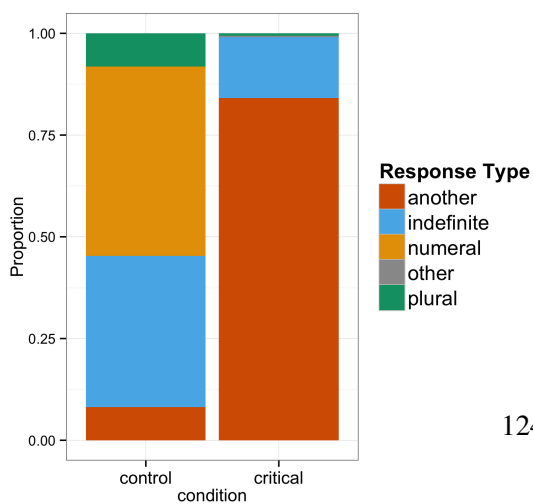 1.00
0.75
0.50
0.25
0.00
Proportion
control critical
condition
Response Type
another
indefinite
numeral
other
plural